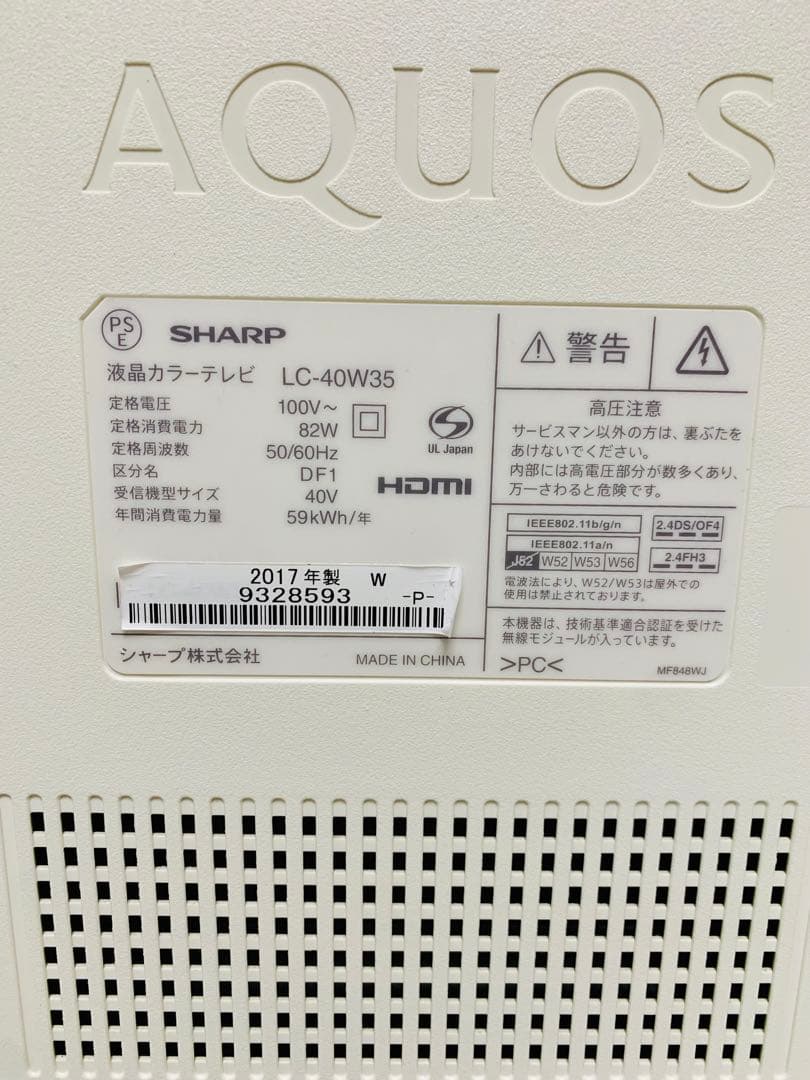 AQUOS
PS
E
SHARP
液晶カラーテレビ LC-40W35
定格電圧 100V～
定格消費電力 82W
定格周波数 50/60Hz
区分名 DF1
受信機型サイズ 40V
年間消費電力量 59kWh/年
UL Japan
HDMI
2017年製 W
9328593 -P-
シャープ株式会社 MADE IN CHINA
警告
高圧注意
サービスマン以外の方は、裏ぶたを
あけないでください。
内部には高電圧部分が数多くあり、
万一さわると危険です。
IEEE802.11b/g/n
2.4DS/OF4
IEEE802.11a/n
J52 W52 W53 W56
2.4FH3
電波法により、W52/W53は屋外での
使用は禁止されております。
本機器は、技術基準適合認証を受けた
無線モジュールが入っています。
>PC<
MF848WJ